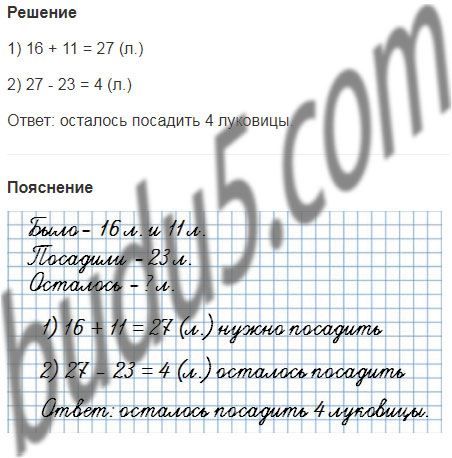 Решение
1) 16 + 11 = 27 (л.)
2) 27 - 23 = 4 (л.)
Ответ: осталось посадить 4 луковицы.
Пояснение
Было - 16 л. и 11 л.
Посадили - 23 л.
Осталось - ? л.
1) 16 + 11 = 27 (л.) нужно посадить
2) 27 - 23 = 4 (л.) осталось посадить
Ответ: осталось посадить 4 луковицы.
budu5.com